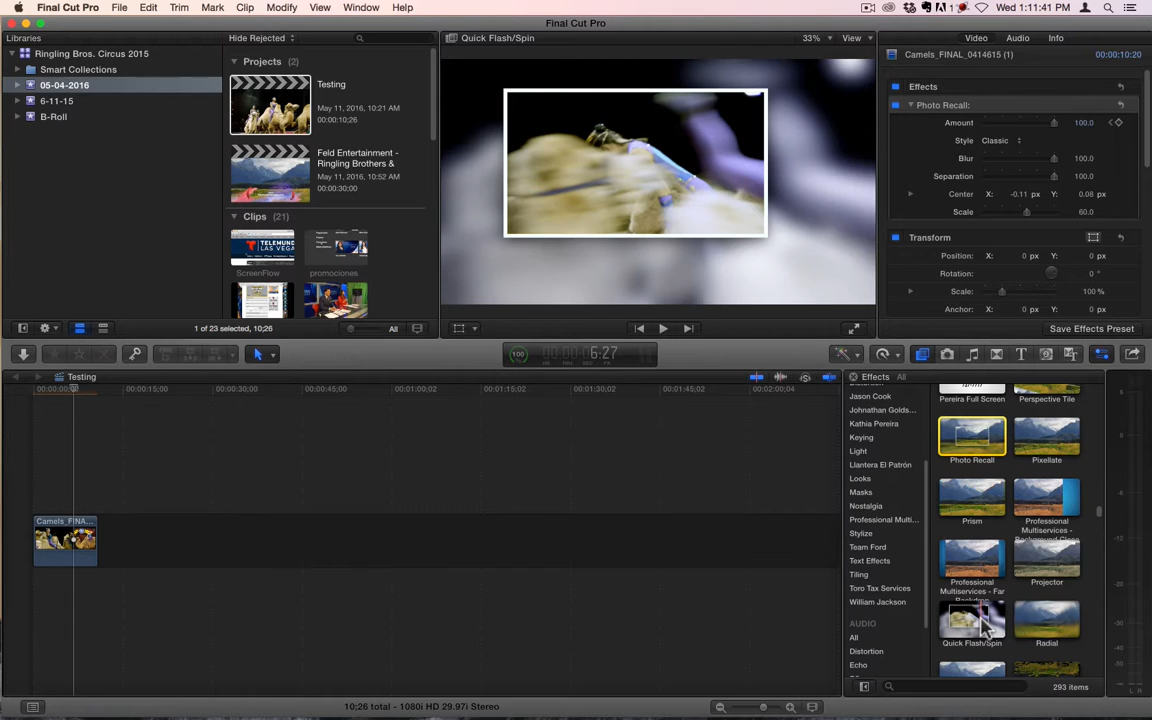 Final Cut Pro File Edit Trim Mark Clip Modify View Window Help
Wed 1:11:41 PM
Final Cut Pro
Libraries
Ringling Bros. Circus 2015
Smart Collections
05-04-2016
6-11-15
B-Roll
Hide Rejected
Projects (2)
Testing
May 11, 2016, 10:21 AM
00:00:10;26
Feld Entertainment -
Ringling Brothers &
May 11, 2016, 10:52 AM
00:00:30;00
Clips (21)
TELEMUNDO
LAS VEGAS
ScreenFlow
promociones
1 of 23 selected, 10;26
All
Quick Flash/Spin
33%
View
Video Audio Info
Camels_FINAL_0414615 (1)
00:00:10:20
Effects
Photo Recall:
Amount 100.0
Style Classic
Blur 100.0
Separation 100.0
Center X: -0.11 px Y: 0.08 px
Scale 60.0
Transform
Position: X: 0 px Y: 0 px
Rotation: 0 °
Scale: 100 %
Anchor: X: 0 px Y: 0 px
Save Effects Preset
100
6:27
Testing
00:00:00;00 00:00:15;00 00:00:30;00 00:00:45;00 00:01:00;02 00:01:15;02 00:01:30;02 00:01:45;02 00:02:00;04
Camels_FINA...
Effects All
Distortion
Jason Cook
Johnathan Golds...
Kathia Pereira
Keying
Light
Llantera El Patrón
Looks
Masks
Nostalgia
Professional Multi...
Stylize
Team Ford
Text Effects
Tiling
Toro Tax Services
William Jackson
AUDIO
All
Distortion
Echo
Pereira Full Screen
Perspective Tile
Photo Recall
Pixellate
Prism
Professional
Multiservices -
Professional
Multiservices - Far
Projector
Quick Flash/Spin
Radial
293 items
10;26 total - 1080i HD 29.97i Stereo